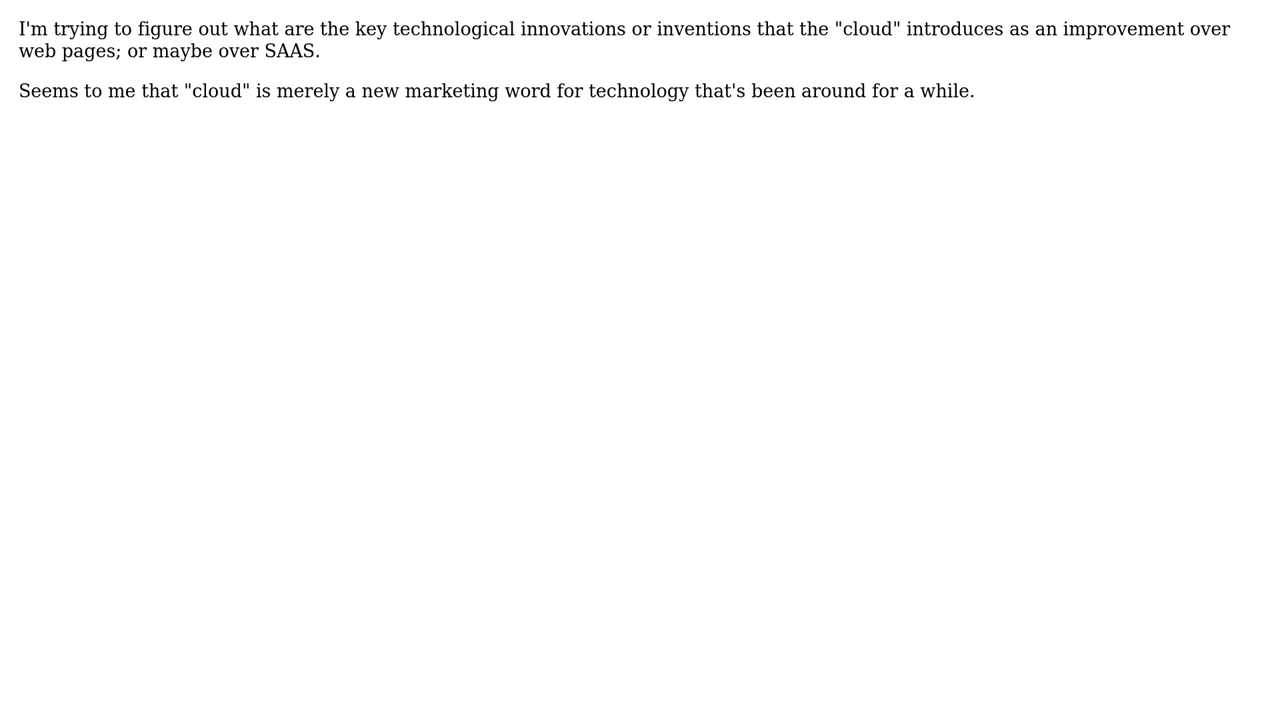 I'm trying to figure out what are the key technological innovations or inventions that the "cloud" introduces as an improvement over
web pages; or maybe over SAAS.
Seems to me that "cloud" is merely a new marketing word for technology that's been around for a while.